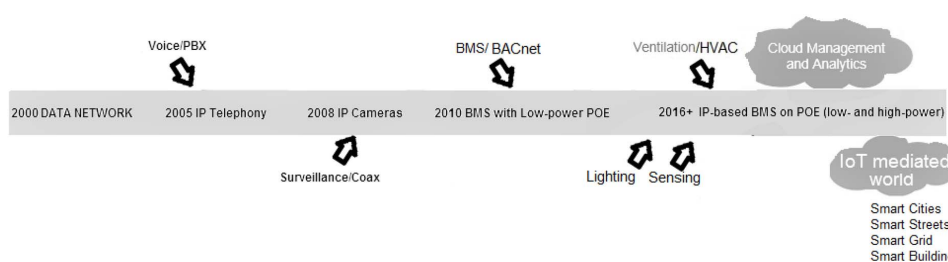 Voice/PBX
BMS/ BACnet
Ventilation/HVAC
Cloud Management
and Analytics
2000 DATA NETWORK
2005 IP Telephony
2008 IP Cameras
2010 BMS with Low-power POE
2016+ IP-based BMS on POE (low- and high-power)
Surveillance/Coax
Lighting
Sensing
IoT mediated
world
Smart Cities
Smart Streets
Smart Grid
Smart Buildin